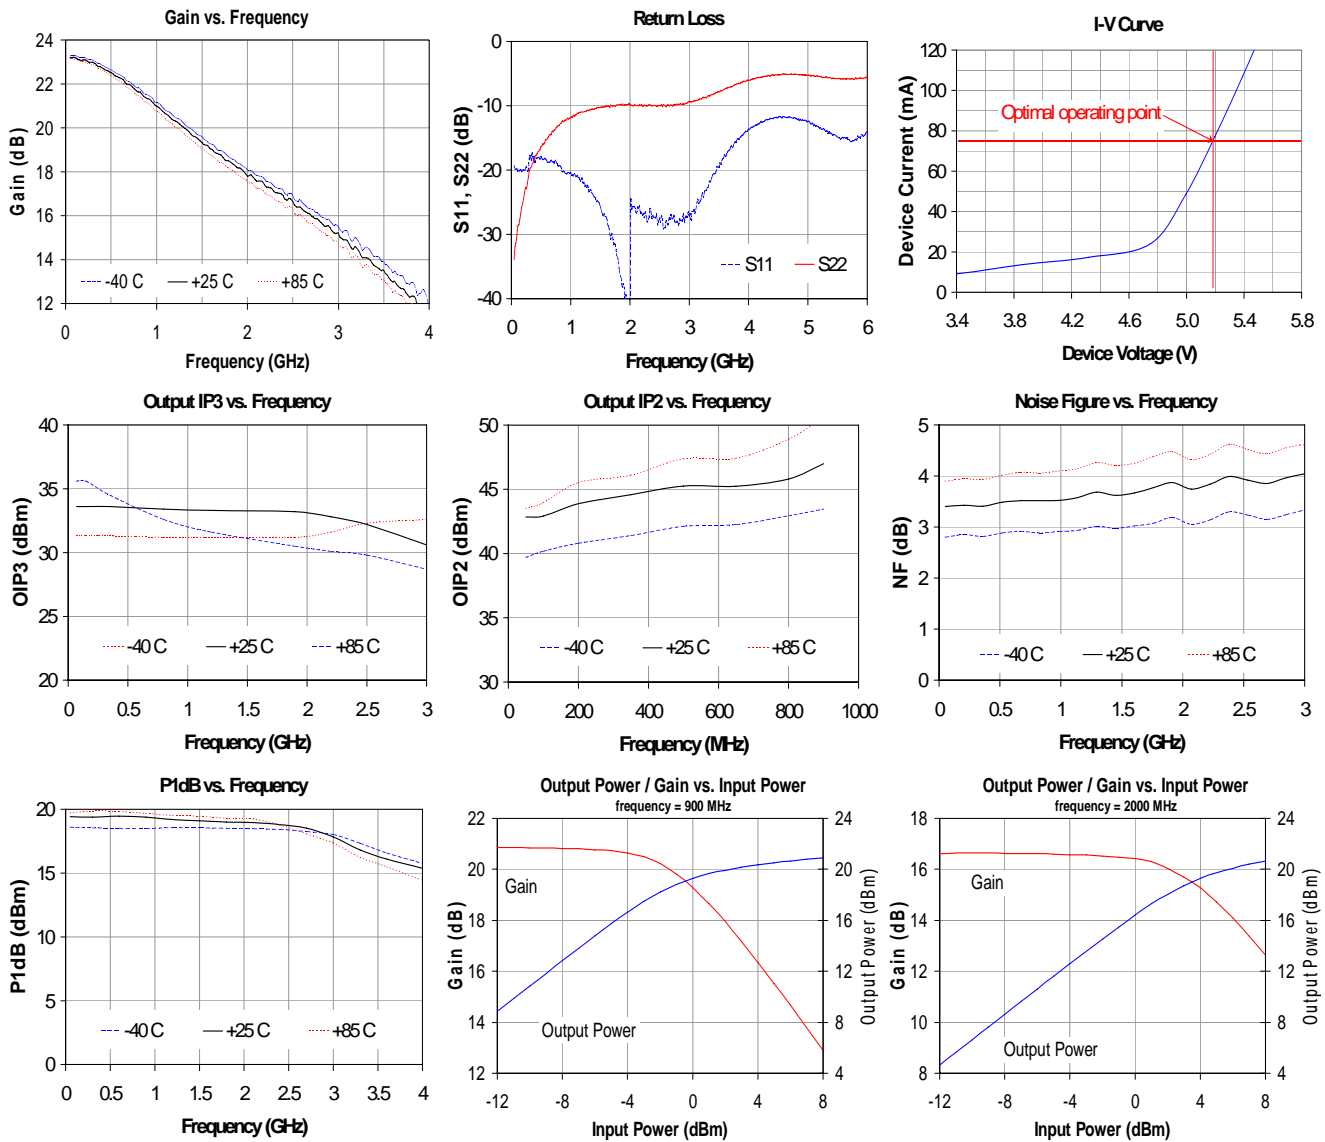 Gain vs. Frequency
24
22
20
18
16
14
12
Gain (dB)
-40 C +25 C +85 C
0 1 2 3 4
Frequency (GHz)
Return Loss
0
-10
-20
-30
-40
S11, S22 (dB)
S11 S22
0 1 2 3 4 5 6
Frequency (GHz)
I-V Curve
120
100
80
60
40
20
0
Device Current (mA)
Optimal operating point
3.4 3.8 4.2 4.6 5.0 5.4 5.8
Device Voltage (V)
Output IP3 vs. Frequency
40
35
30
25
20
OIP3 (dBm)
-40 C +25 C +85 C
0 0.5 1 1.5 2 2.5 3
Frequency (GHz)
Output IP2 vs. Frequency
50
45
40
35
30
OIP2 (dBm)
-40 C +25 C +85 C
0 200 400 600 800 1000
Frequency (MHz)
Noise Figure vs. Frequency
5
4
3
2
1
0
NF (dB)
-40 C +25 C +85 C
0 0.5 1 1.5 2 2.5 3
Frequency (GHz)
P1dB vs. Frequency
20
15
10
5
0
P1dB (dBm)
-40 C +25 C +85 C
0 0.5 1 1.5 2 2.5 3 3.5 4
Frequency (GHz)
Output Power / Gain vs. Input Power
frequency = 900 MHz
22
20
18
16
14
12
Gain (dB)
Gain
Output Power
24
20
16
12
8
4
Output Power (dBm)
-12 -8 -4 0 4 8
Input Power (dBm)
Output Power / Gain vs. Input Power
frequency = 2000 MHz
18
16
14
12
10
8
Gain (dB)
Gain
Output Power
24
20
16
12
8
4
Output Power (dBm)
-12 -8 -4 0 4 8
Input Power (dBm)